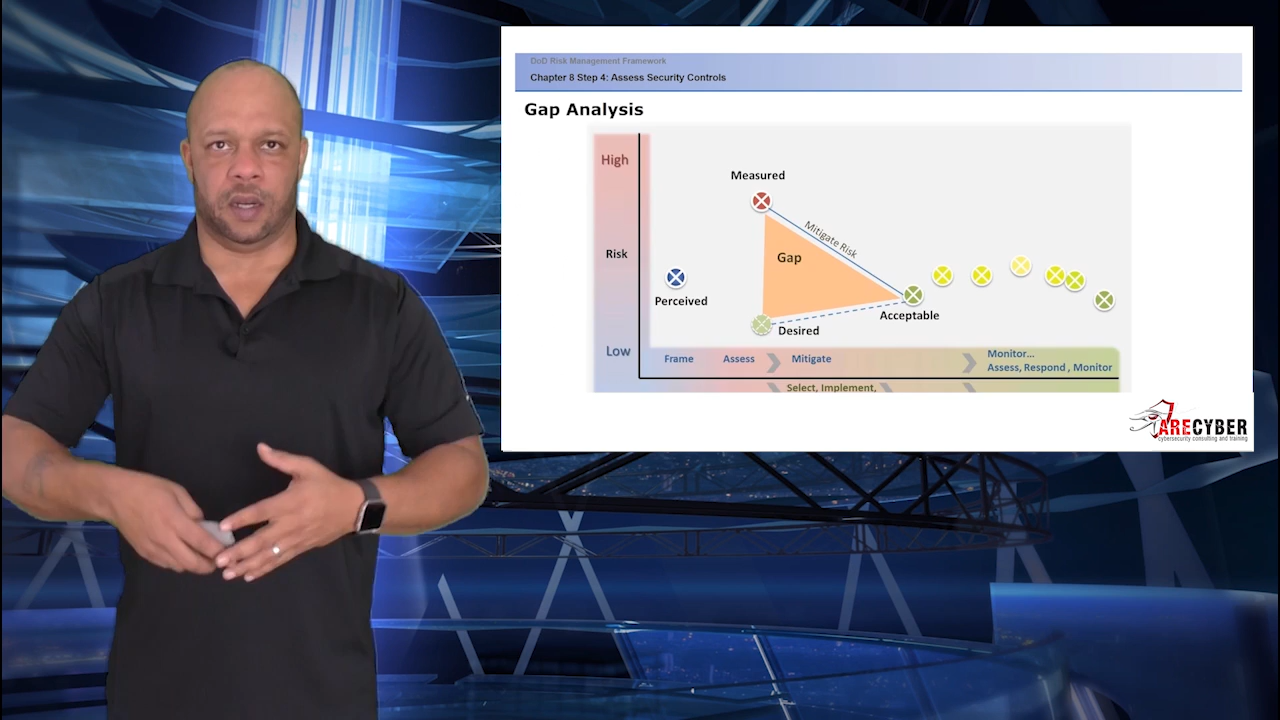 DoD Risk Management Framework
Chapter 8 Step 4: Assess Security Controls
Gap Analysis
High
Measured
Mitigate Risk
Risk
Gap
Perceived
Acceptable
Desired
Low
Frame
Assess
Mitigate
Monitor...
Assess, Respond , Monitor
Select, Implement,
ARECYBER
cybersecurity consulting and training